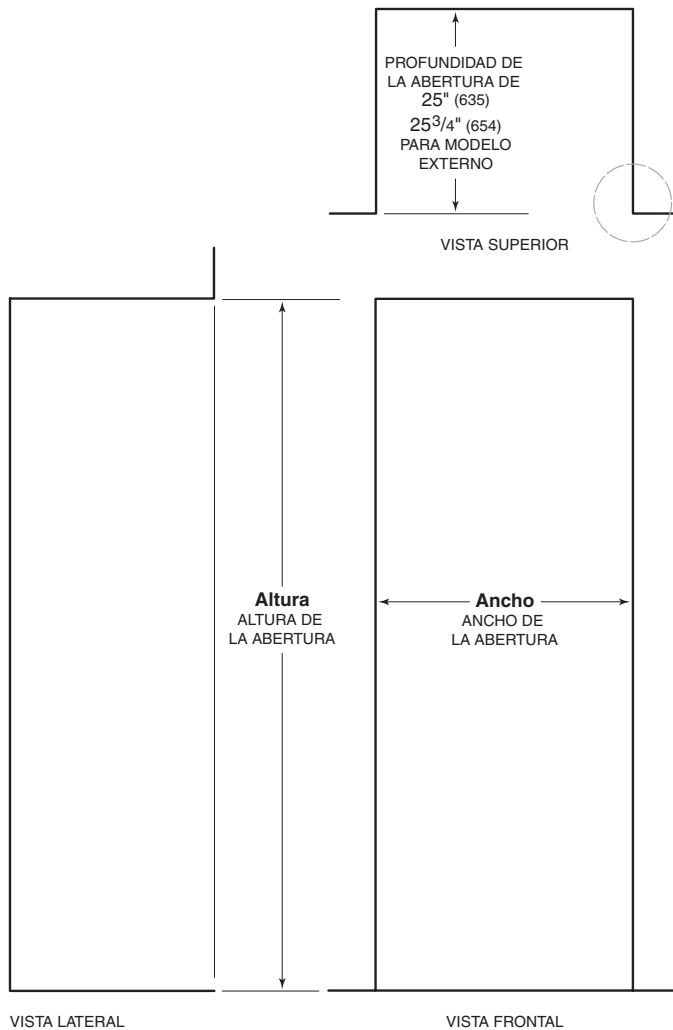 PROFUNDIDAD DE
LA ABERTURA DE
25" (635)
25 3/4" (654)
PARA MODELO
EXTERNO
VISTA SUPERIOR
Altura
ALTURA DE
LA ABERTURA
Ancho
ANCHO DE
LA ABERTURA
VISTA LATERAL
VISTA FRONTAL